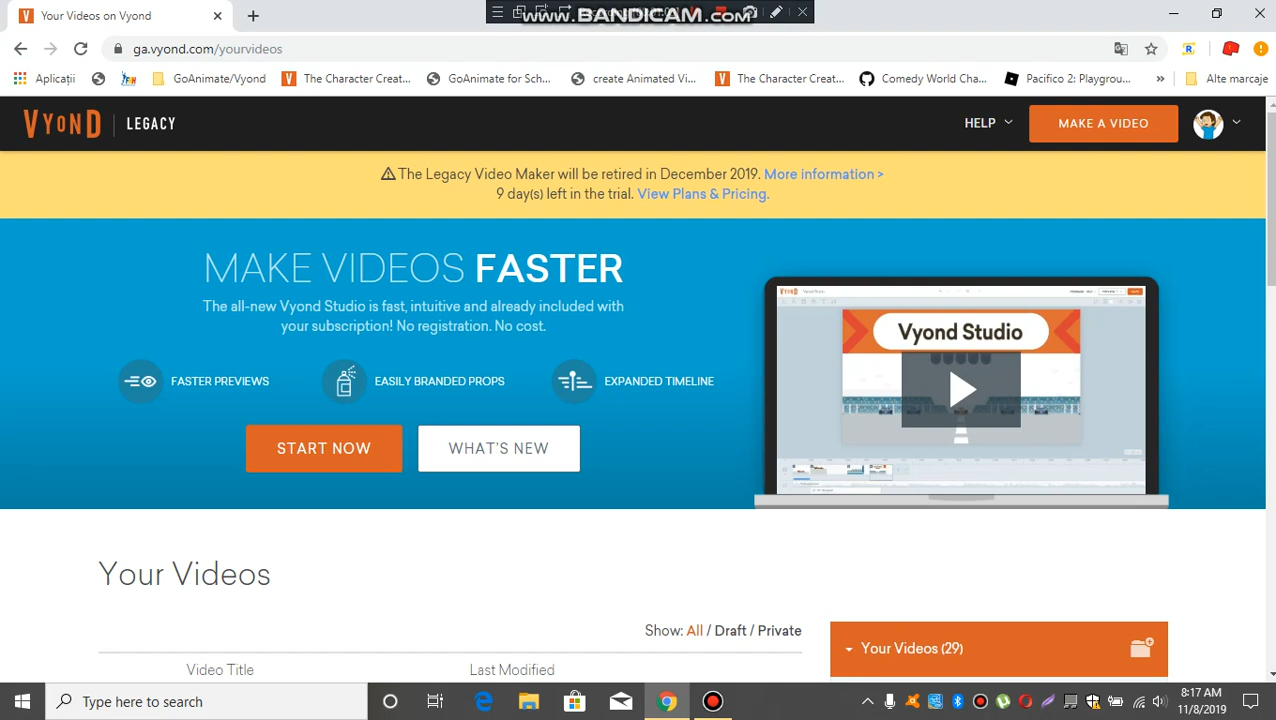 Your Videos on Vyond
www.BANDICAM.com
ga.vyond.com/yourvideos
Aplicații
GoAnimate/Vyond
The Character Creat...
GoAnimate for Sch...
create Animated Vi...
The Character Creat...
Comedy World Cha...
Pacifico 2: Playgrou...
»
Alte marcaje
VYOND | LEGACY
HELP
MAKE A VIDEO
The Legacy Video Maker will be retired in December 2019. More information >
9 day(s) left in the trial. View Plans & Pricing.
MAKE VIDEOS FASTER
The all-new Vyond Studio is fast, intuitive and already included with
your subscription! No registration. No cost.
FASTER PREVIEWS
EASILY BRANDED PROPS
EXPANDED TIMELINE
START NOW
WHAT'S NEW
VYOND
Vyond Studio
Your Videos
Show: All / Draft / Private
Your Videos (29)
Video Title
Last Modified
Type here to search
8:17 AM
11/8/2019